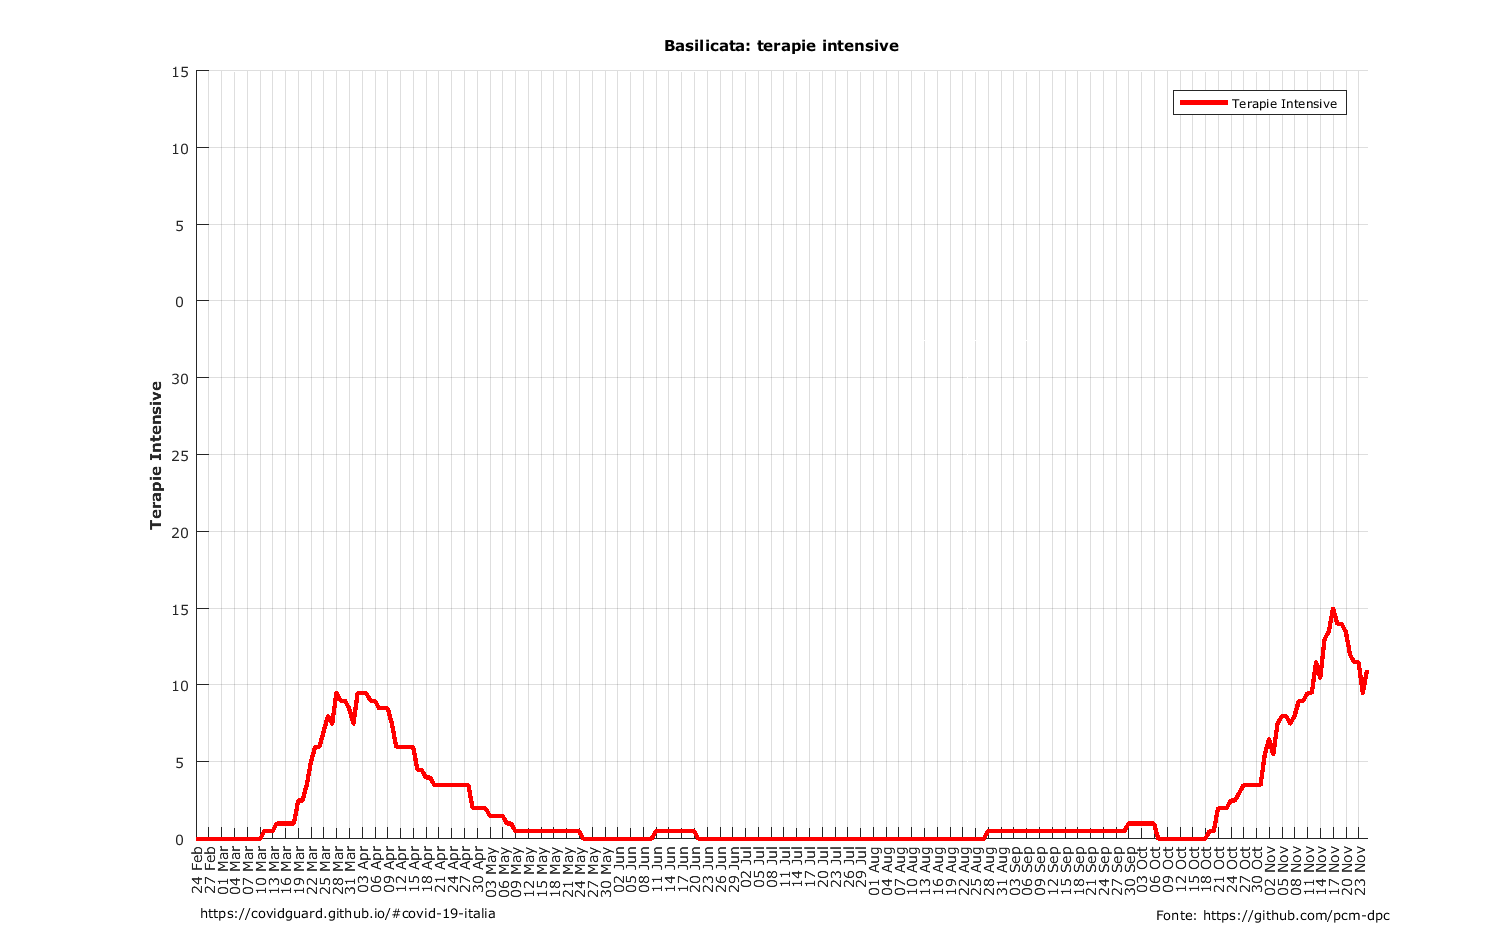 Basilicata: terapie intensive
15
10
5
0
30
25
20
15
10
5
0
Terapie Intensive
Terapie Intensive
24 Feb
27 Feb
01 Mar
04 Mar
07 Mar
10 Mar
13 Mar
16 Mar
19 Mar
22 Mar
25 Mar
28 Mar
31 Mar
03 Apr
06 Apr
09 Apr
12 Apr
15 Apr
18 Apr
21 Apr
24 Apr
27 Apr
30 Apr
03 May
06 May
09 May
12 May
15 May
18 May
21 May
24 May
27 May
30 May
02 Jun
05 Jun
08 Jun
11 Jun
14 Jun
17 Jun
20 Jun
23 Jun
26 Jun
29 Jun
02 Jul
05 Jul
08 Jul
11 Jul
14 Jul
17 Jul
20 Jul
23 Jul
26 Jul
29 Jul
01 Aug
04 Aug
07 Aug
10 Aug
13 Aug
16 Aug
19 Aug
22 Aug
25 Aug
28 Aug
31 Aug
03 Sep
06 Sep
09 Sep
12 Sep
15 Sep
18 Sep
21 Sep
24 Sep
27 Sep
30 Sep
03 Oct
06 Oct
09 Oct
12 Oct
15 Oct
18 Oct
21 Oct
24 Oct
27 Oct
30 Oct
02 Nov
05 Nov
08 Nov
11 Nov
14 Nov
17 Nov
20 Nov
23 Nov
https://covidguard.github.io/#covid-19-italia
Fonte: https://github.com/pcm-dpc